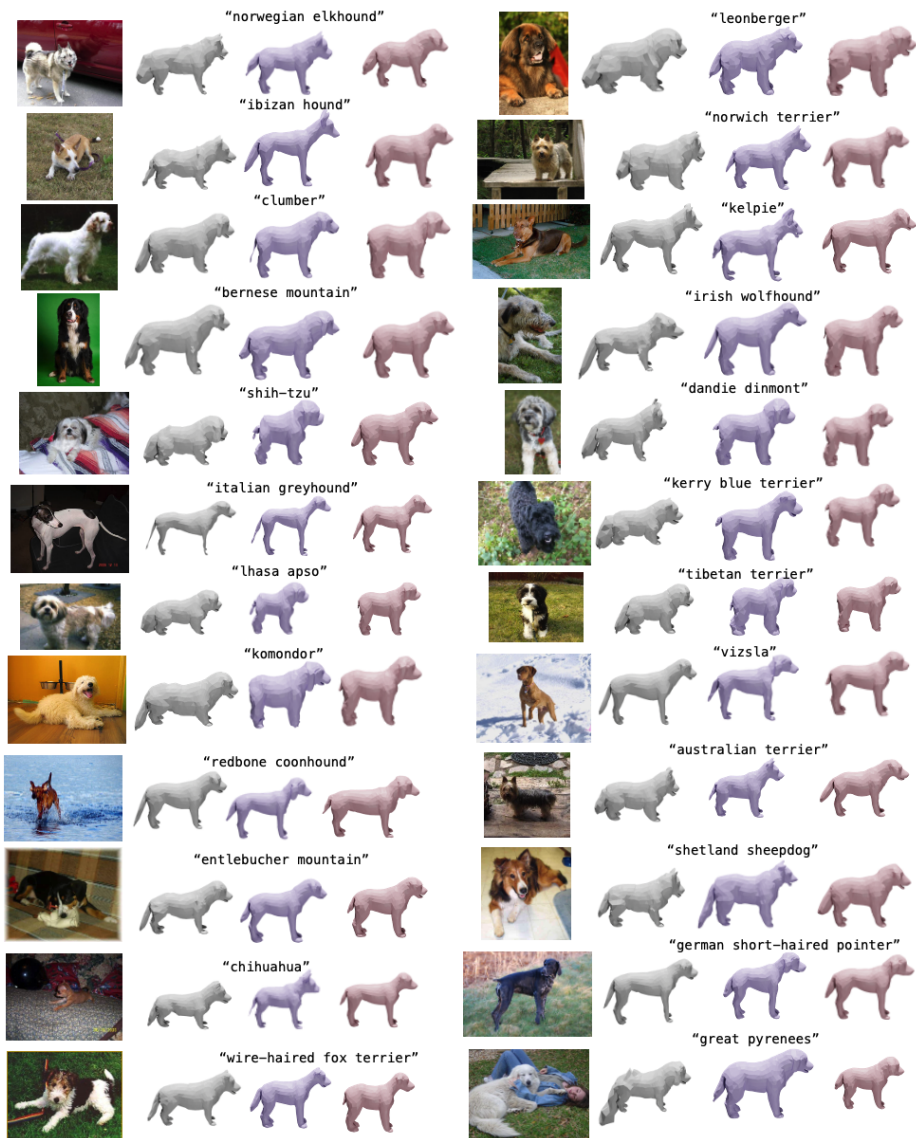 “norwegian elkhound”
“ibizan hound”
“clumber”
“bernese mountain”
“shih-tzu”
“italian greyhound”
“lhasa apso”
“komondor”
“redbone coonhound”
“entlebucher mountain”
“chihuahua”
“wire-haired fox terrier”
“leonberger”
“norwich terrier”
“kelpie”
“irish wolfhound”
“dandie dinmont”
“kerry blue terrier”
“tibetan terrier”
“vizsla”
“australian terrier”
“shetland sheepdog”
“german short-haired pointer”
“great pyrenees”